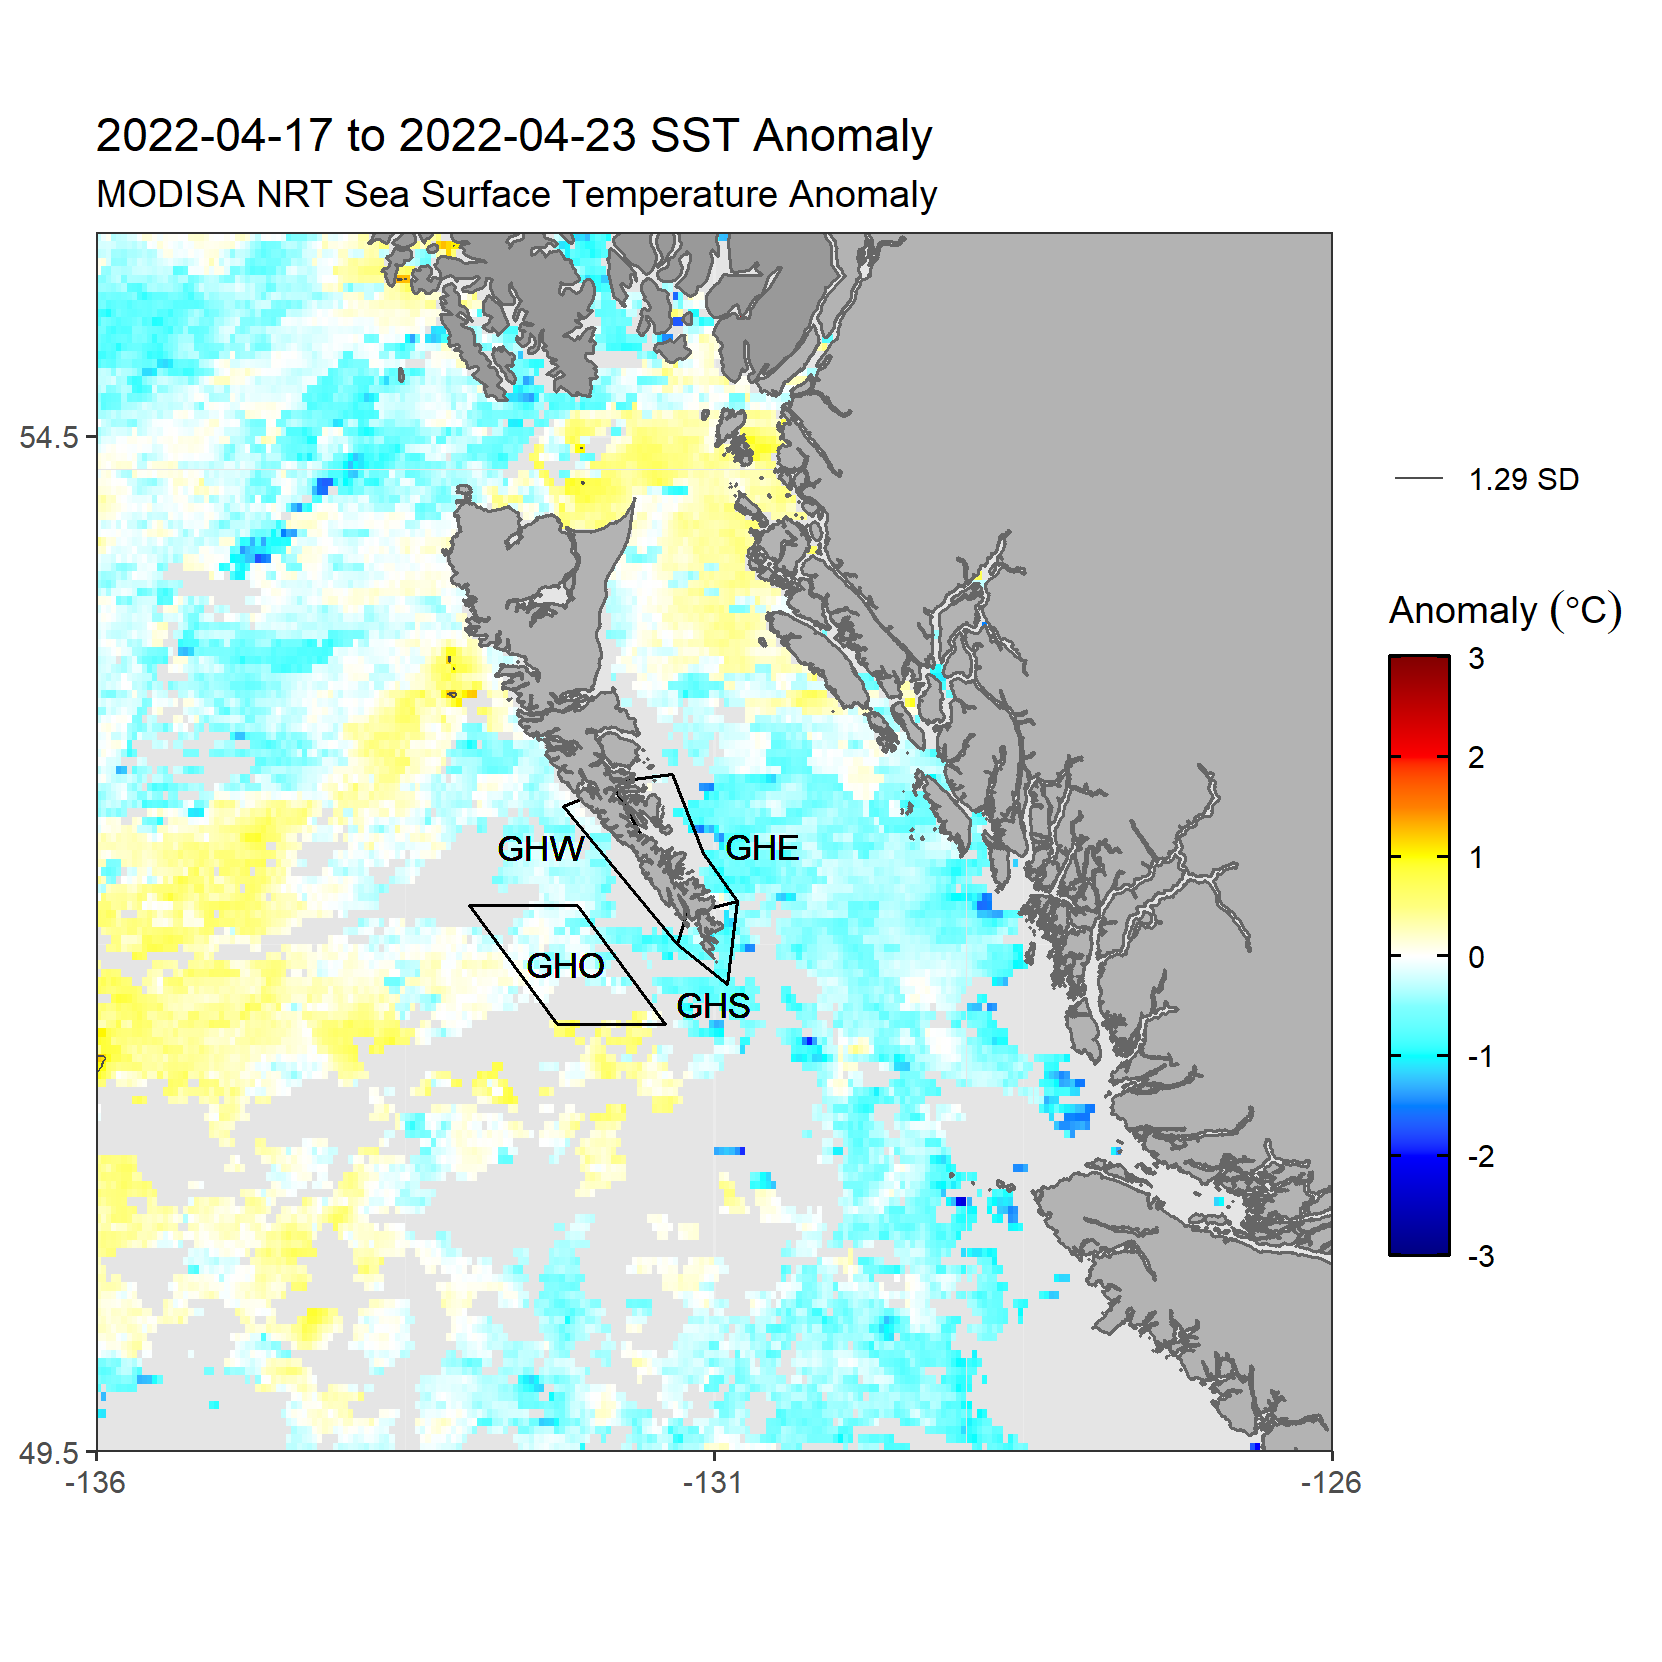 2022-04-17 to 2022-04-23 SST Anomaly
MODISA NRT Sea Surface Temperature Anomaly
54.5
49.5
-136
-131
-126
GHW
GHE
GHO
GHS
1.29 SD
Anomaly (°C)
3
2
1
0
-1
-2
-3